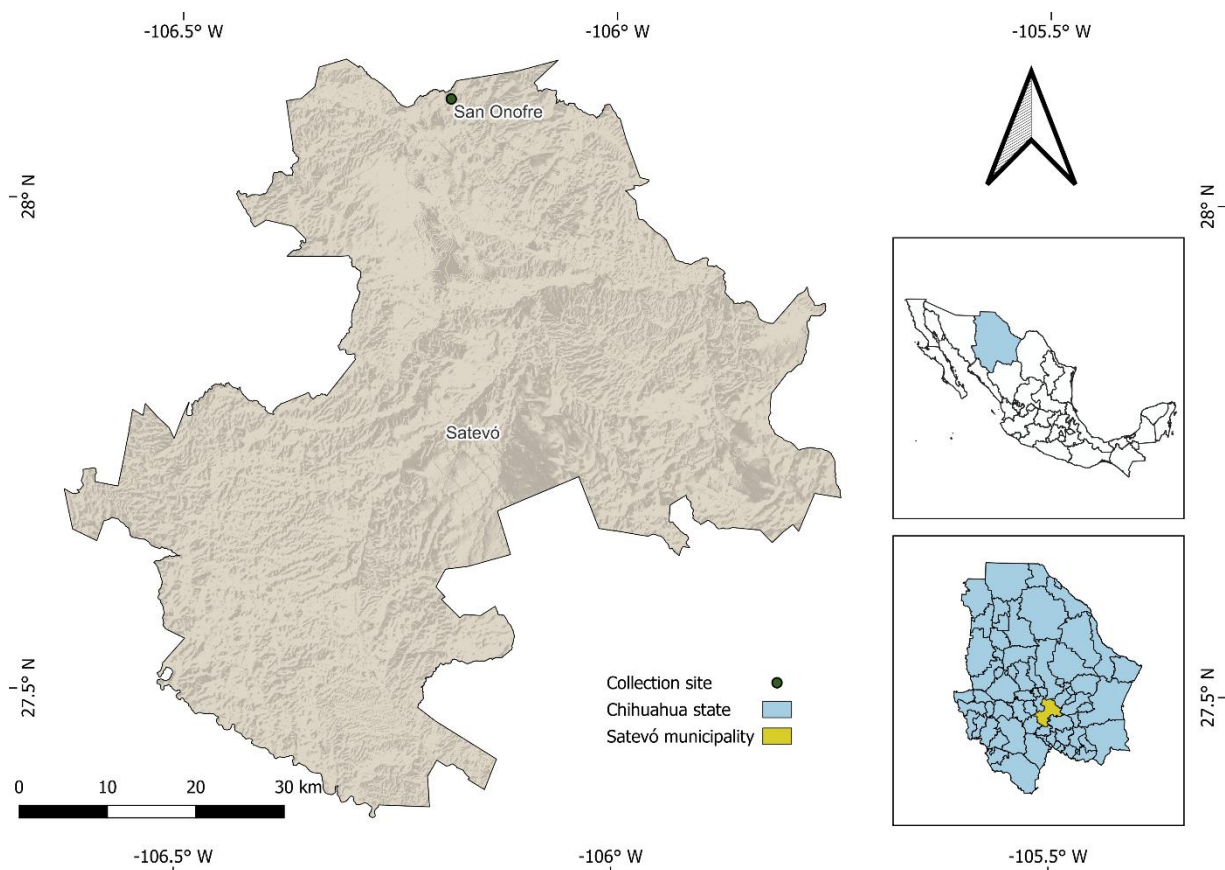 -106.5° W
-106° W
-105.5° W
San Onofre
28° N
28° N
Satevó
27.5° N
27.5° N
Collection site
Chihuahua state
Satevó municipality
0 10 20 30 km
-106.5° W
-106° W
-105.5° W